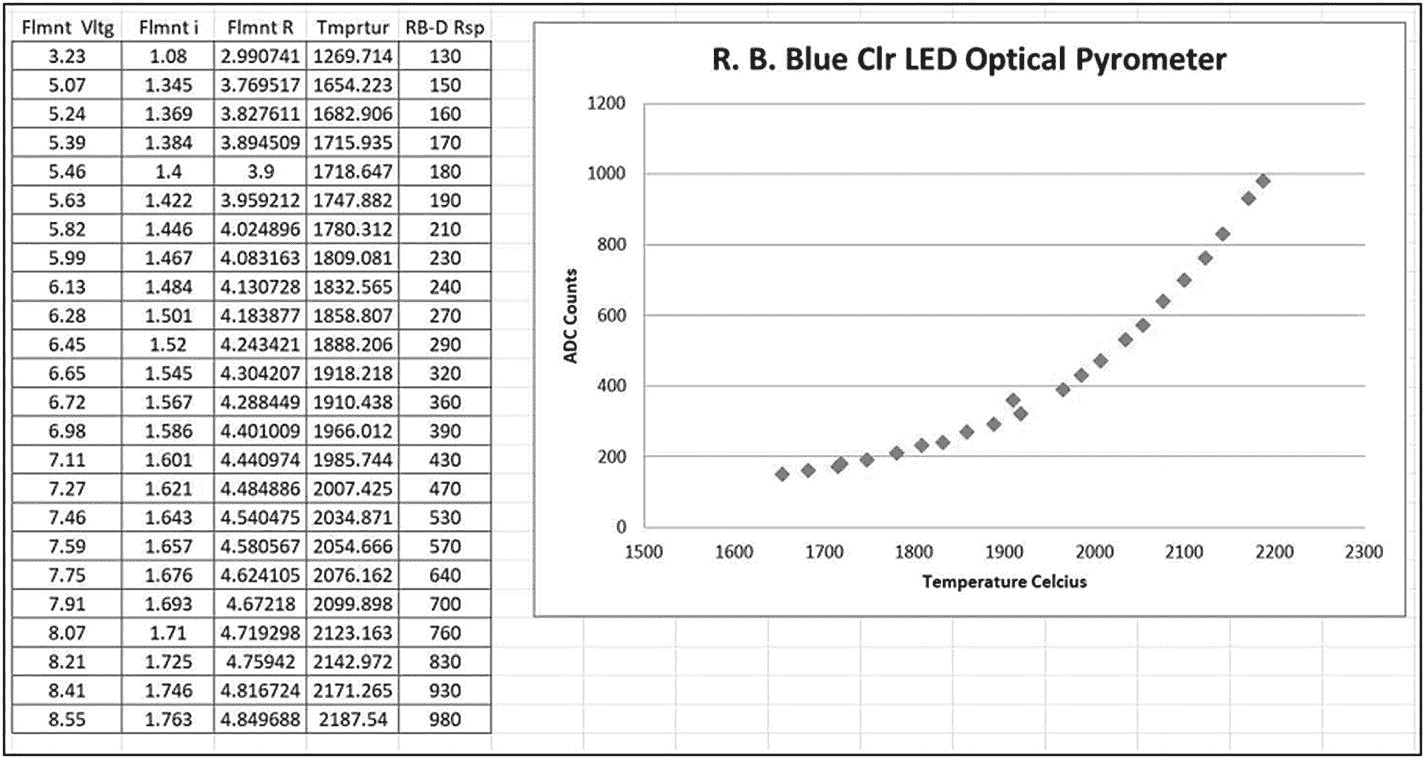 Flmnt Vltg Flmnt i Flmnt R Tmprtur RB-D Rsp
3.23 1.08 2.990741 1269.714 130
5.07 1.345 3.769517 1654.223 150
5.24 1.369 3.827611 1682.906 160
5.39 1.384 3.894509 1715.935 170
5.46 1.4 3.9 1718.647 180
5.63 1.422 3.959212 1747.882 190
5.82 1.446 4.024896 1780.312 210
5.99 1.467 4.083163 1809.081 230
6.13 1.484 4.130728 1832.565 240
6.28 1.501 4.183877 1858.807 270
6.45 1.52 4.243421 1888.206 290
6.65 1.545 4.304207 1918.218 320
6.72 1.567 4.288449 1910.438 360
6.98 1.586 4.401009 1966.012 390
7.11 1.601 4.440974 1985.744 430
7.27 1.621 4.484886 2007.425 470
7.46 1.643 4.540475 2034.871 530
7.59 1.657 4.580567 2054.666 570
7.75 1.676 4.624105 2076.162 640
7.91 1.693 4.67218 2099.898 700
8.07 1.71 4.719298 2123.163 760
8.21 1.725 4.75942 2142.972 830
8.41 1.746 4.816724 2171.265 930
8.55 1.763 4.849688 2187.54 980
R. B. Blue Clr LED Optical Pyrometer
ADC Counts
1200
1000
800
600
400
200
0
1500 1600 1700 1800 1900 2000 2100 2200 2300
Temperature Celcius